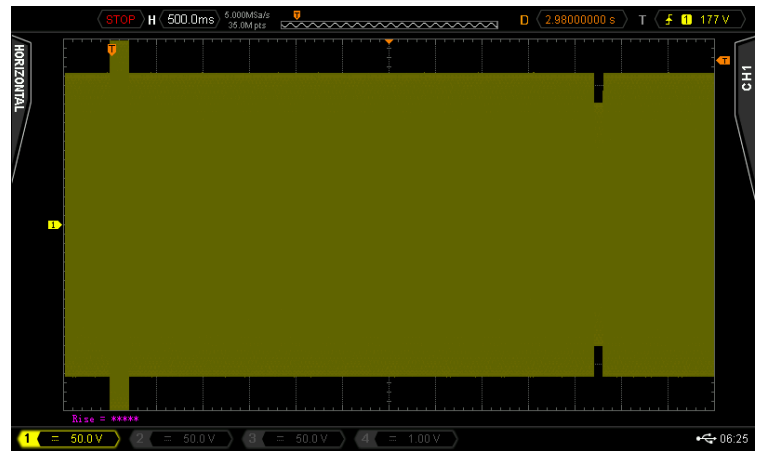 STOP H 500.0ms 5.000MSa/s D 2.98000000 s T 1 177 V
35.0M pts
T
T
T
HORIZONTAL
CH1
1
Rise = *****
1 = 50.0 V 2 = 50.0 V 3 = 50.0 V 4 = 1.00 V 06:25